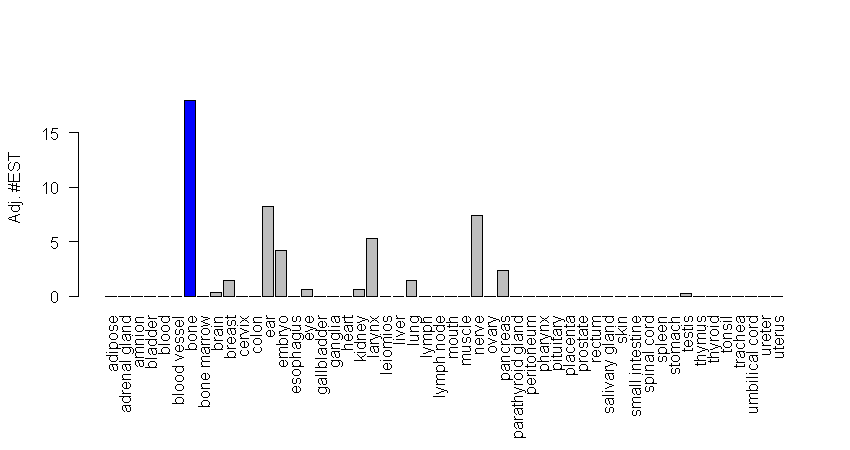 Adj. #EST
15
10
5
0
adipose
adrenal gland
amnion
bladder
blood
blood vessel
bone
bone marrow
brain
breast
cervix
colon
ear
embryo
esophagus
eye
gallbladder
ganglia
heart
kidney
larynx
leiomios
liver
lung
lymph
lymph node
mouth
muscle
nerve
ovary
pancreas
parathyroid gland
peritoneum
pharynx
pituitary
placenta
prostate
rectum
salivary gland
skin
small intestine
spinal cord
spleen
stomach
testis
thymus
thyroid
tonsil
trachea
umbilical cord
ureter
uterus